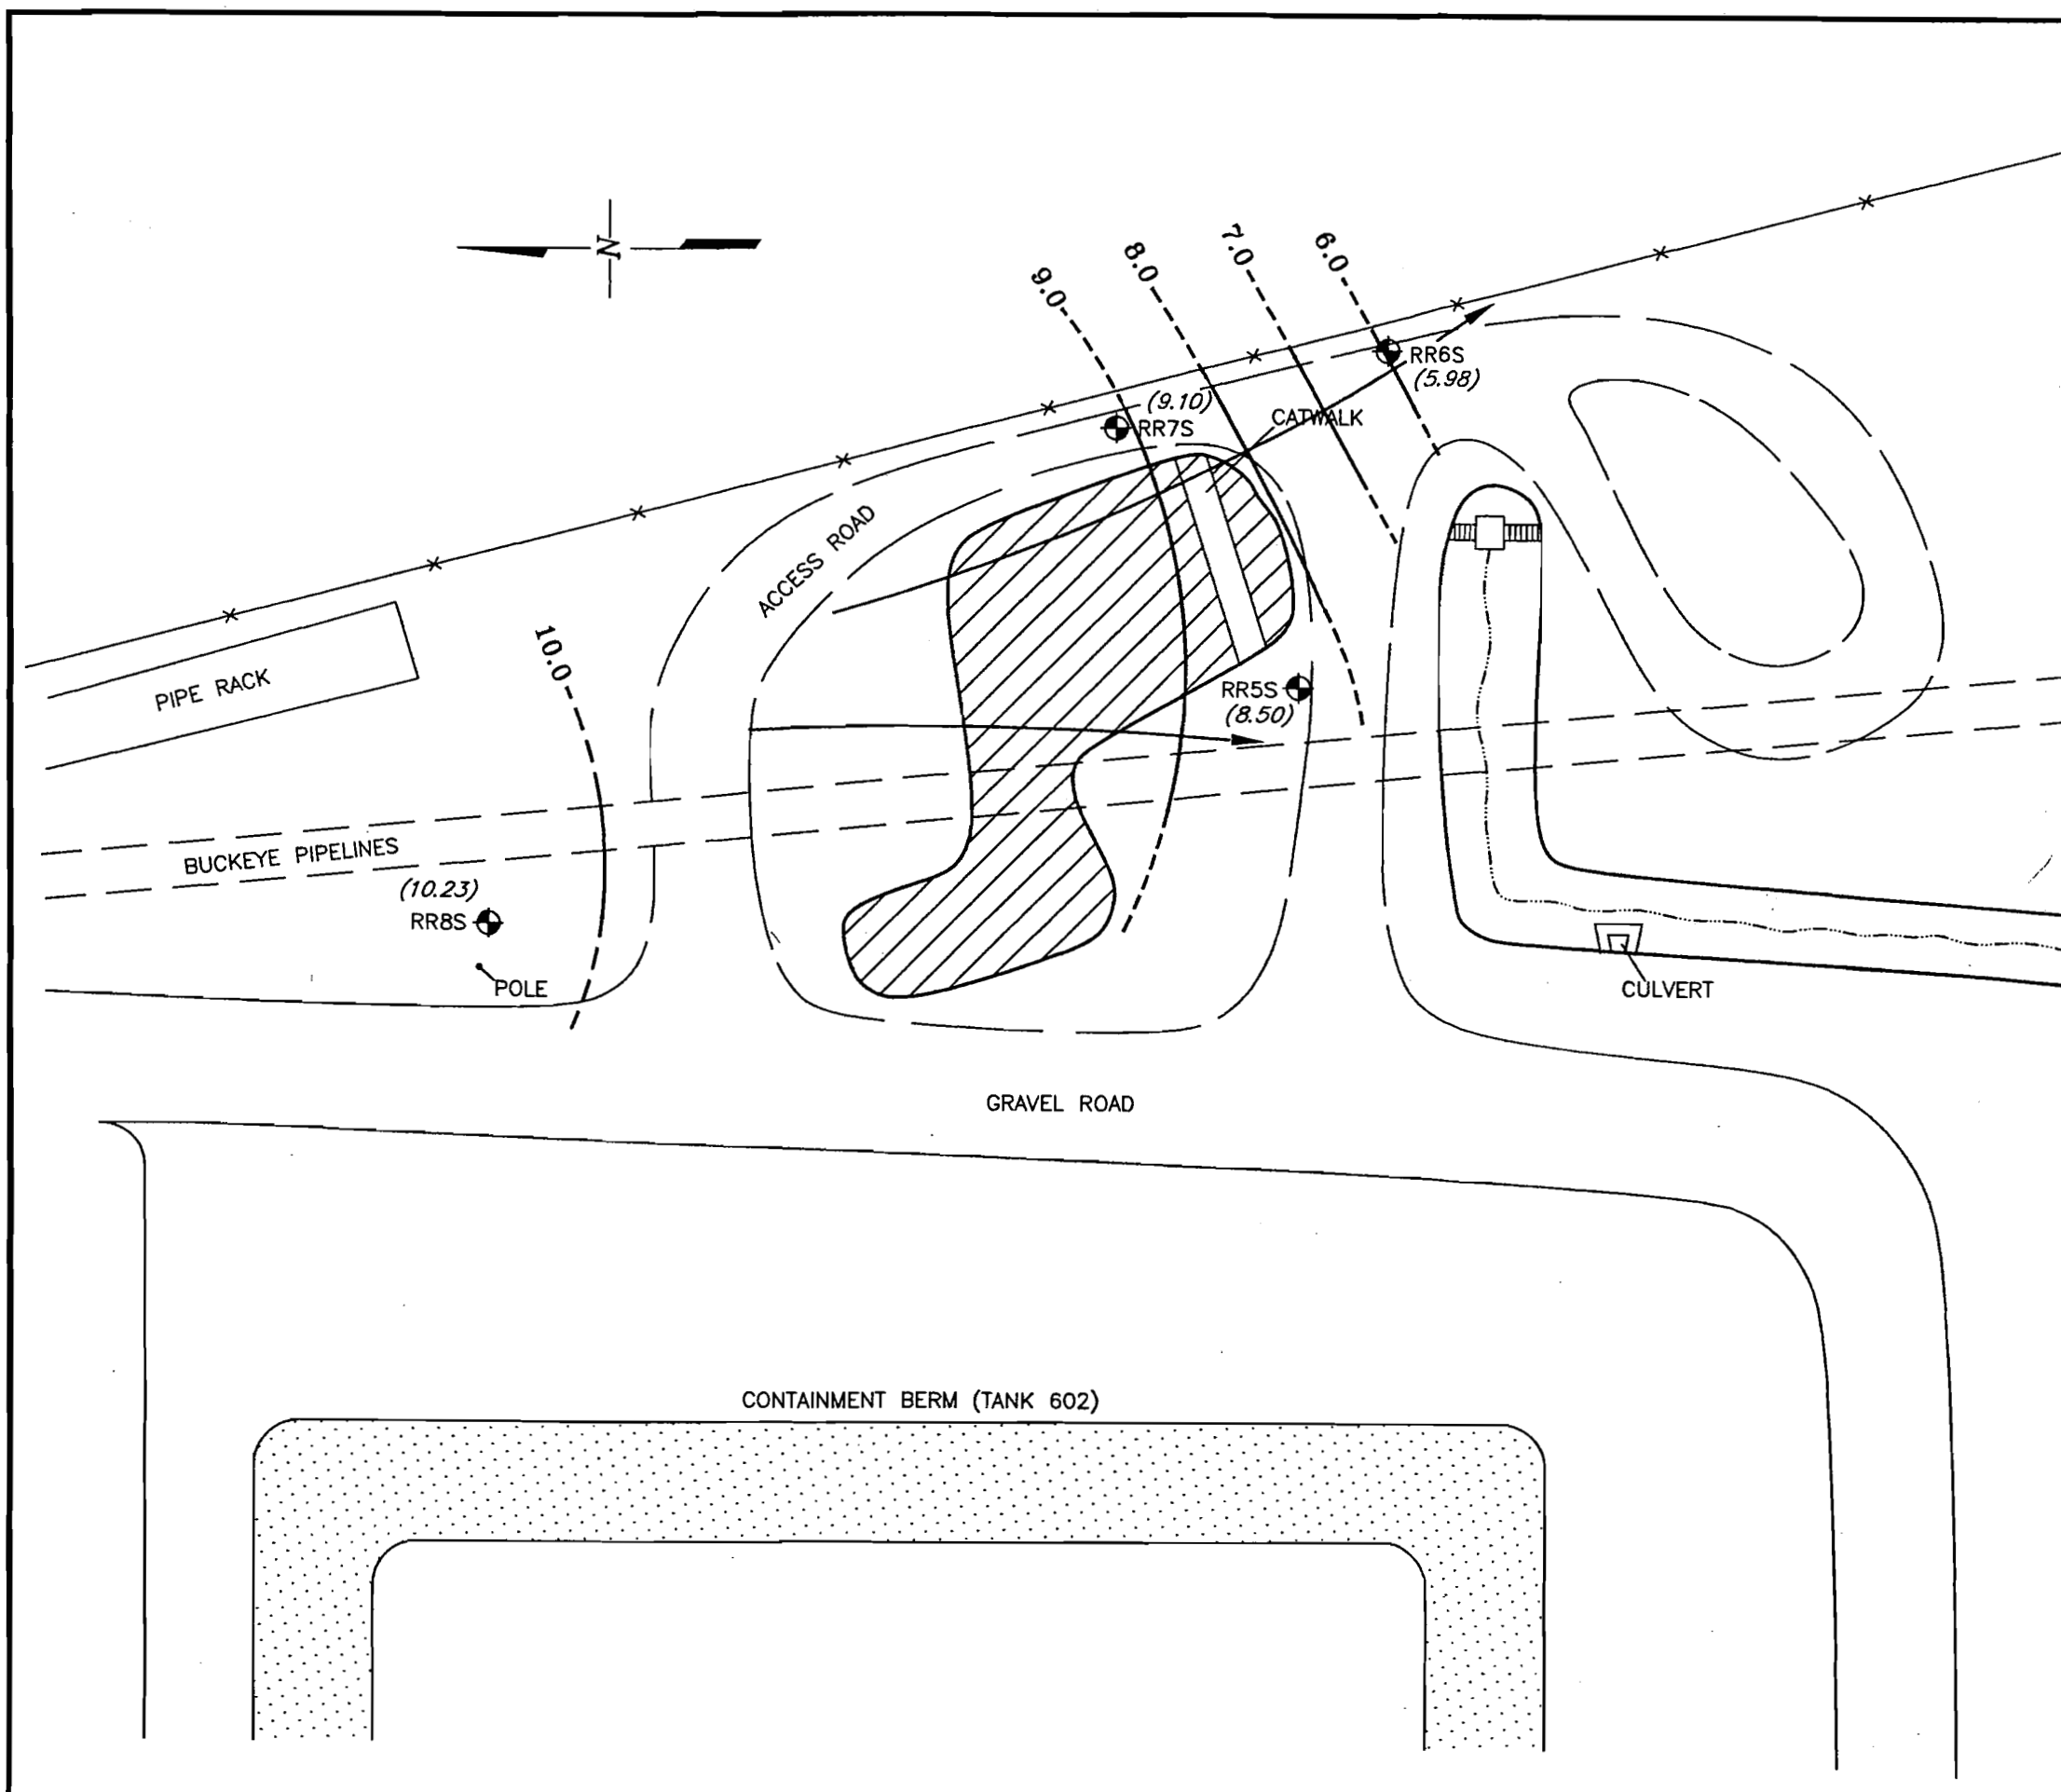 N
6.0
7.0
8.0
9.0
RR6S
(5.98)
(9.10)
RR7S
CATWALK
ACCESS ROAD
10.0
PIPE RACK
RR5S
(8.50)
BUCKEYE PIPELINES
(10.23)
RR8S
POLE
CULVERT
GRAVEL ROAD
CONTAINMENT BERM (TANK 602)